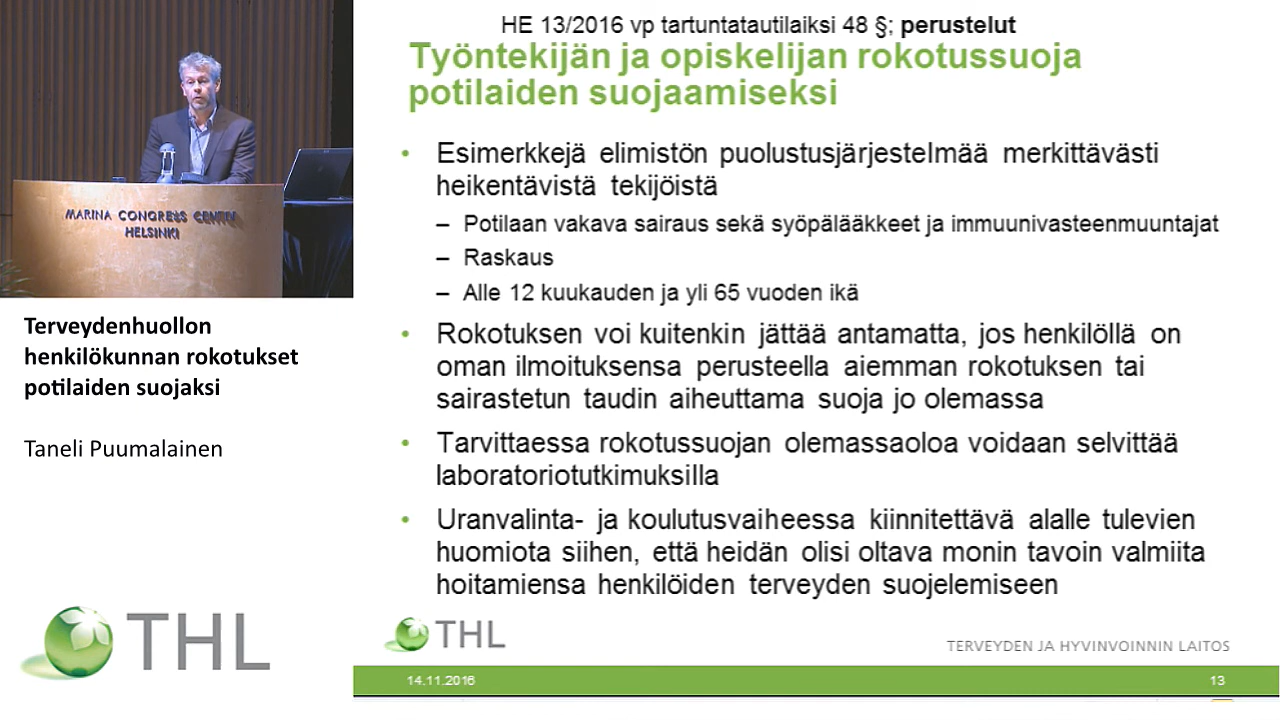 MARINA CONGRESS CENTER
HELSINKI
Terveydenhuollon
henkilökunnan rokotukset
potilaiden suojaksi
Taneli Puumalainen
THL
HE 13/2016 vp tartuntatautilaiksi 48 §; perustelut
Työntekijän ja opiskelijan rokotussuoja
potilaiden suojaamiseksi
• Esimerkkejä elimistön puolustusjärjestelmää merkittävästi
heikentävistä tekijöistä
– Potilaan vakava sairaus sekä syöpälääkkeet ja immuunivasteenmuuntajat
– Raskaus
– Alle 12 kuukauden ja yli 65 vuoden ikä
• Rokotuksen voi kuitenkin jättää antamatta, jos henkilöllä on
oman ilmoituksensa perusteella aiemman rokotuksen tai
sairastetun taudin aiheuttama suoja jo olemassa
• Tarvittaessa rokotussuojan olemassaoloa voidaan selvittää
laboratoriotutkimuksilla
• Uranvalinta- ja koulutusvaiheessa kiinnitettävä alalle tulevien
huomiota siihen, että heidän olisi oltava monin tavoin valmiita
hoitamiensa henkilöiden terveyden suojelemiseen
THL
TERVEYDEN JA HYVINVOINNIN LAITOS
14.11.2016
13